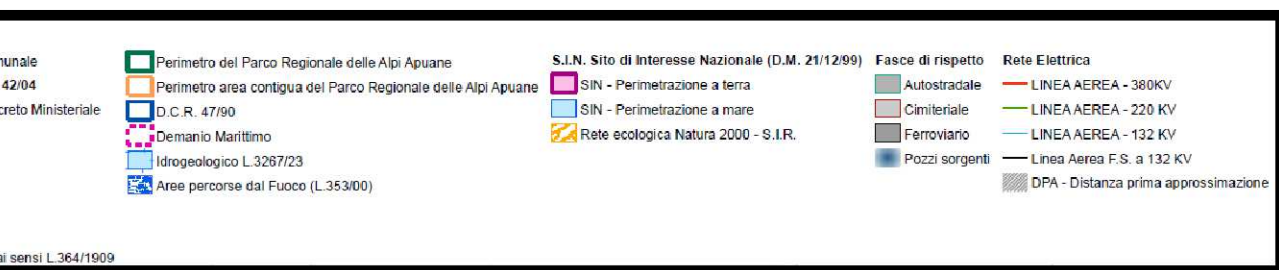 munale
42/04
creto Ministeriale
ai sensi L.364/1909
Perimetro del Parco Regionale delle Alpi Apuane
Perimetro area contigua del Parco Regionale delle Alpi Apuane
D.C.R. 47/90
Demanio Marittimo
Idrogeologico L.3267/23
Aree percorse dal Fuoco (L.353/00)
S.I.N. Sito di Interesse Nazionale (D.M. 21/12/99)
SIN - Perimetrazione a terra
SIN - Perimetrazione a mare
Rete ecologica Natura 2000 - S.I.R.
Fasce di rispetto
Autostradale
Cimiteriale
Ferroviario
Pozzi sorgenti
Rete Elettrica
LINEA AEREA - 380KV
LINEA AEREA - 220 KV
LINEA AEREA - 132 KV
Linea Aerea F.S. a 132 KV
DPA - Distanza prima approssimazione